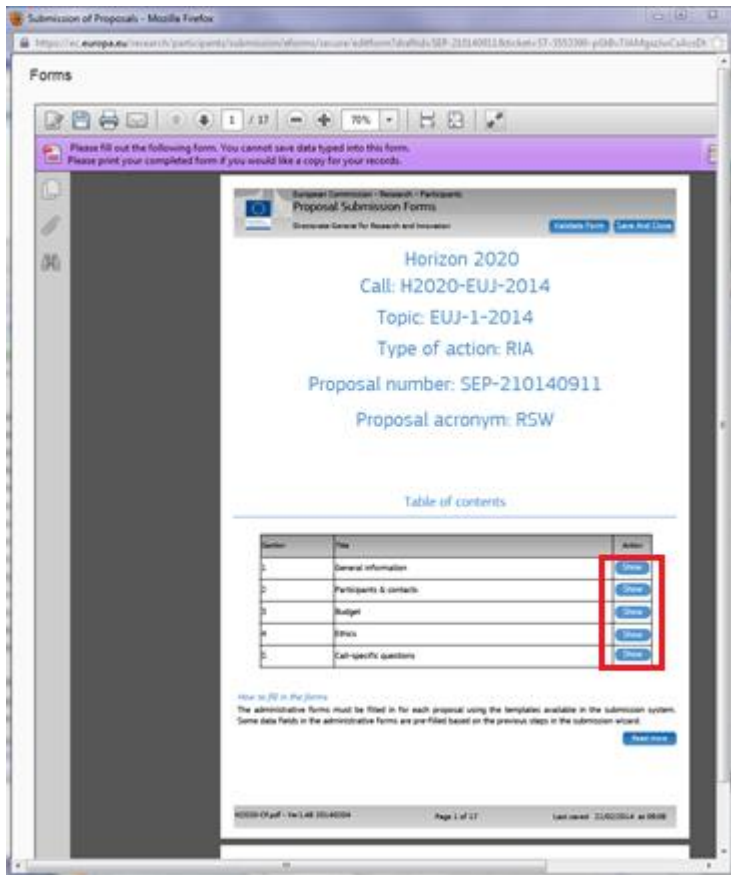 Submission of Proposals - Mozilla Firefox
Forms
1 / 17
70%
Please fill out the following form. You cannot save data typed into this form.
Please print your completed form if you would like a copy for your records.
European Commission - Research - Participants
Proposal Submission Forms
Directorate General for Research and Innovation
Validate Form
Save And Close
Horizon 2020
Call: H2020-EUJ-2014
Topic: EUJ-1-2014
Type of action: RIA
Proposal number: SEP-210140911
Proposal acronym: RSW
Table of contents
Section Title Action
1 General information Show
2 Participants & contacts Show
3 Budget Show
4 Ethics Show
5 Call-specific questions Show
How to fill in the forms
The administrative forms must be filled in for each proposal using the templates available in the submission system.
Some data fields in the administrative forms are pre-filled based on the previous steps in the submission wizard.
Read more
Page 1 of 17
Last saved 21/02/2014 at